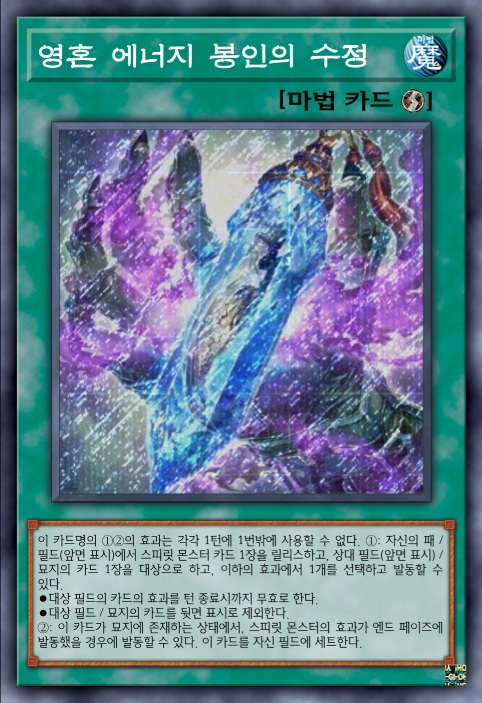 영혼 에너지 봉인의 수정
마법
魔
[마법 카드]
이 카드명의 ①②의 효과는 각각 1턴에 1번밖에 사용할 수 없다. ①: 자신의 패 /
필드(앞면 표시)에서 스피릿 몬스터 카드 1장을 릴리스하고, 상대 필드(앞면 표시) /
묘지의 카드 1장을 대상으로 하고, 이하의 효과에서 1개를 선택하고 발동할 수
있다.
●대상 필드의 카드의 효과를 턴 종료시까지 무효로 한다.
●대상 필드 / 묘지의 카드를 뒷면 표시로 제외한다.
②: 이 카드가 묘지에 존재하는 상태에서, 스피릿 몬스터의 효과가 엔드 페이즈에
발동했을 경우에 발동할 수 있다. 이 카드를 자신 필드에 세트한다.